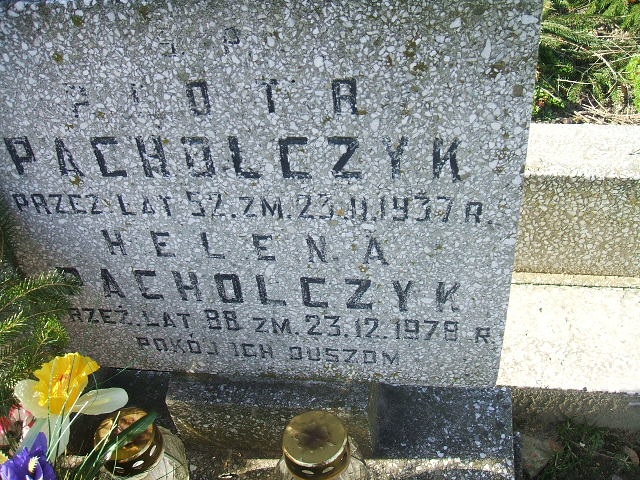 Ś. P.
PIOTR
PACHOLCZYK
PRZEŻ. LAT 52. ZM. 23.11.1937 R.
HELENA
PACHOLCZYK
PRZEŻ. LAT 88 ZM. 23.12.1978 R.
POKÓJ ICH DUSZOM